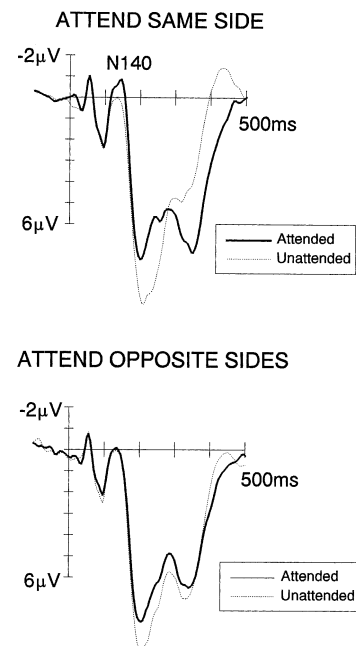 ATTEND SAME SIDE
-2µV
N140
500ms
6µV
Attended
Unattended
ATTEND OPPOSITE SIDES
-2µV
500ms
6µV
Attended
Unattended